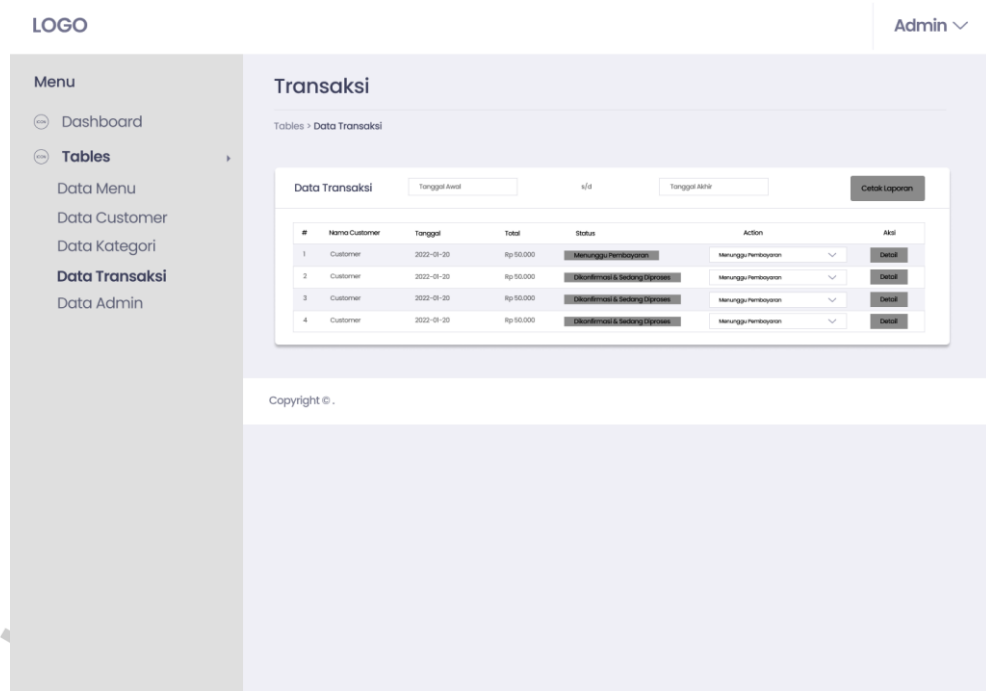 LOGO
Admin
Menu
Dashboard
Tables
Data Menu
Data Customer
Data Kategori
Data Transaksi
Data Admin
Transaksi
Tables > Data Transaksi
Data Transaksi Tanggal Awal s/d Tanggal Akhir Cetak Laporan
# Nama Customer Tanggal Total Status Action Aksi
1 Customer 2022-01-20 Rp 50.000 Menunggu Pembayaran Menunggu Pembayaran Detail
2 Customer 2022-01-20 Rp 50.000 Dikonfirmasi & Sedang Diproses Menunggu Pembayaran Detail
3 Customer 2022-01-20 Rp 50.000 Dikonfirmasi & Sedang Diproses Menunggu Pembayaran Detail
4 Customer 2022-01-20 Rp 50.000 Dikonfirmasi & Sedang Diproses Menunggu Pembayaran Detail
Copyright © .